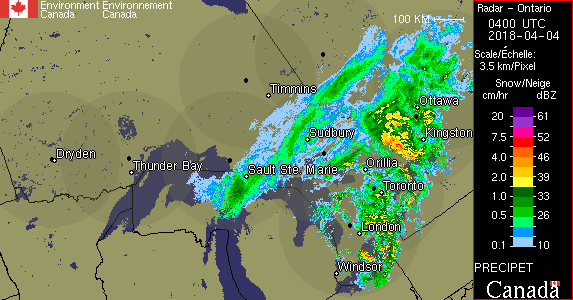 Environment Environnement
Canada Canada
100 KM
Timmins
Ottawa
Sudbury
Kingston
Dryden
Thunder Bay
Sault Ste. Marie
Orillia
Toronto
London
Windsor
Radar - Ontario
0400 UTC
2018-04-04
Scale/Échelle:
3.5 km/Pixel
Snow/Neige
cm/hr dBZ
20 61
7.5 52
4.0 46
2.0 39
1.0 33
0.5 26
0.1 10
PRECIPET
Canada